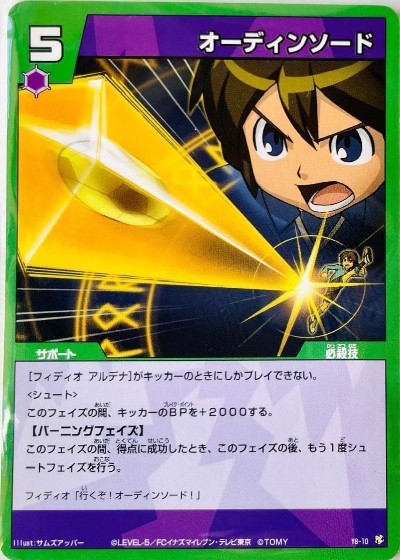 5
オーディンソード
サポート
必殺技
[フィディオ アルデナ]がキッカーのときにしかプレイできない。
<シュート>
このフェイズの間、キッカーのBPを+2000する。
【バーニングフェイズ】
このフェイズの間、得点に成功したとき、このフェイズの後、もう1度シュ
ートフェイズを行う。
フィディオ「行くぞ!オーディンソード!」
Illust:サムズアッパー
©LEVEL-5/FCイナズマイレブン・テレビ東京 ©TOMY